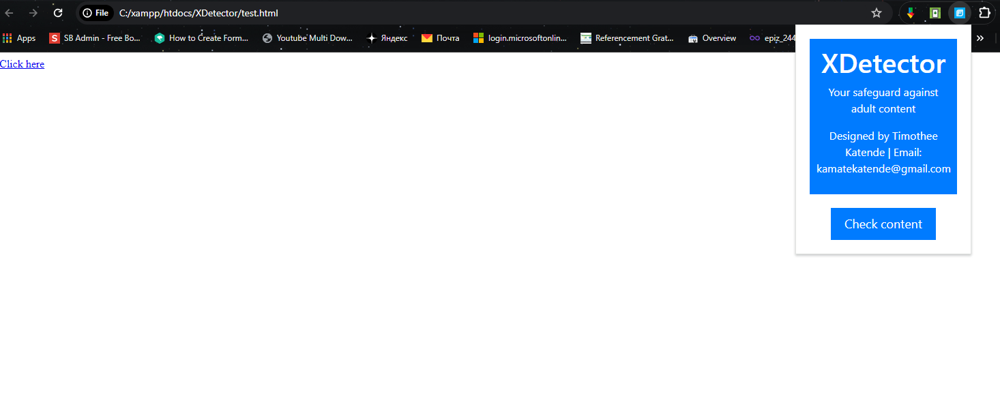 File C:/xampp/htdocs/XDetector/test.html
Apps SB Admin - Free Bo... How to Create Form... Youtube Multi Dow... Яндекс Почта login.microsoftonlin... Referencement Grat... Overview epiz_244 »
Click here
XDetector
Your safeguard against
adult content
Designed by Timothee
Katende | Email:
kamatekatende@gmail.com
Check content